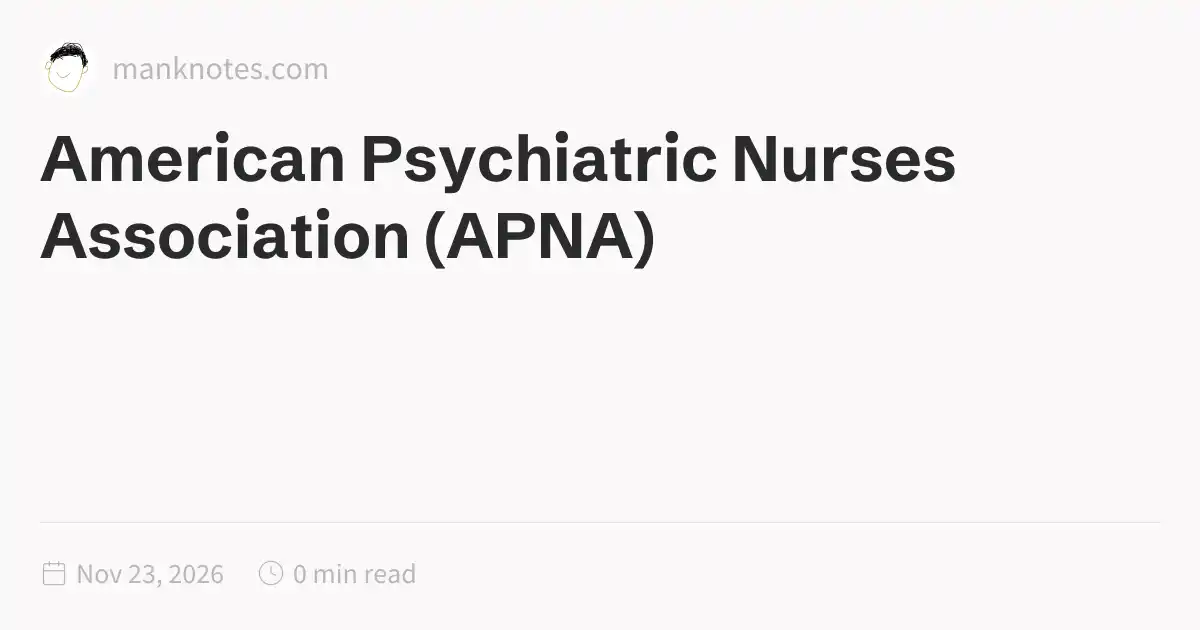 manknotes.com
American Psychiatric Nurses
Association (APNA)
Nov 23, 2026 0 min read